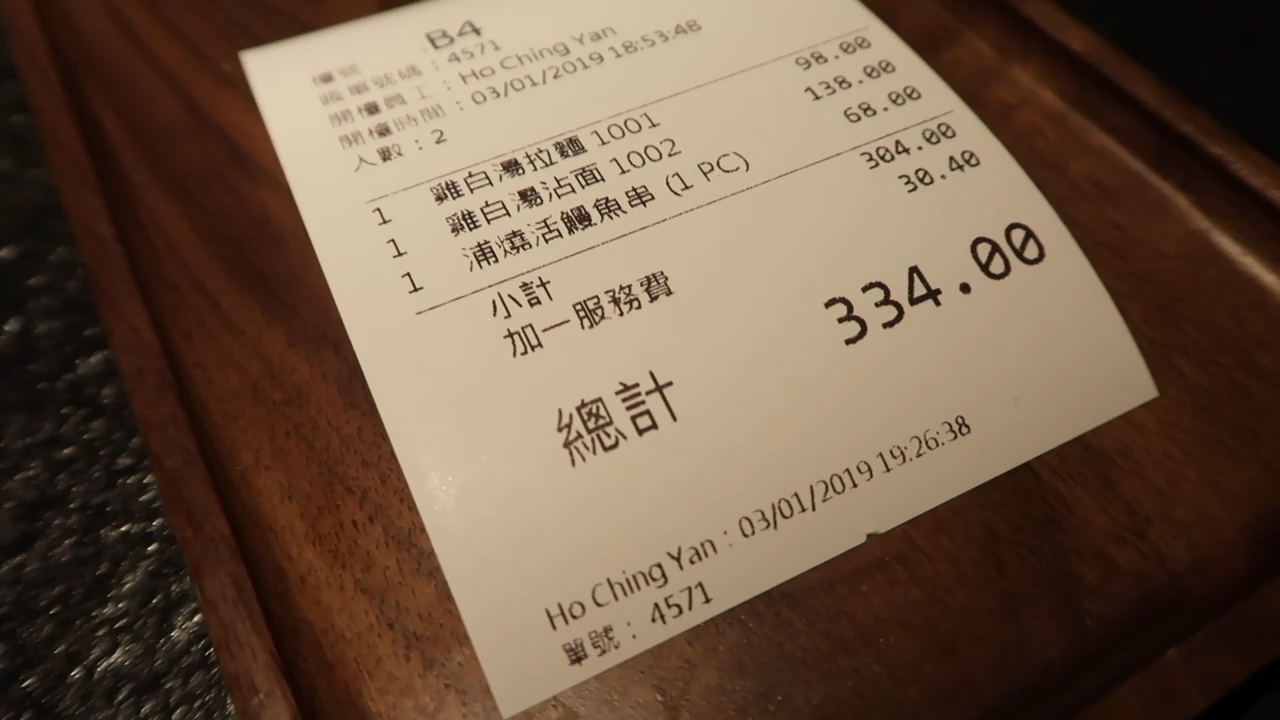 檯號 : B4
賬單號碼 : 4571
開檯員工 : Ho Ching Yan
開檯時間 : 03/01/2019 18:53:48
人數 : 2
1 雞白湯拉麵 1001 98.00
1 雞白湯沾面 1002 138.00
1 浦燒活鰻魚串 (1 PC) 68.00
小計 304.00
加一服務費 30.40
總計 334.00
Ho Ching Yan : 03/01/2019 19:26:38
單號 : 4571